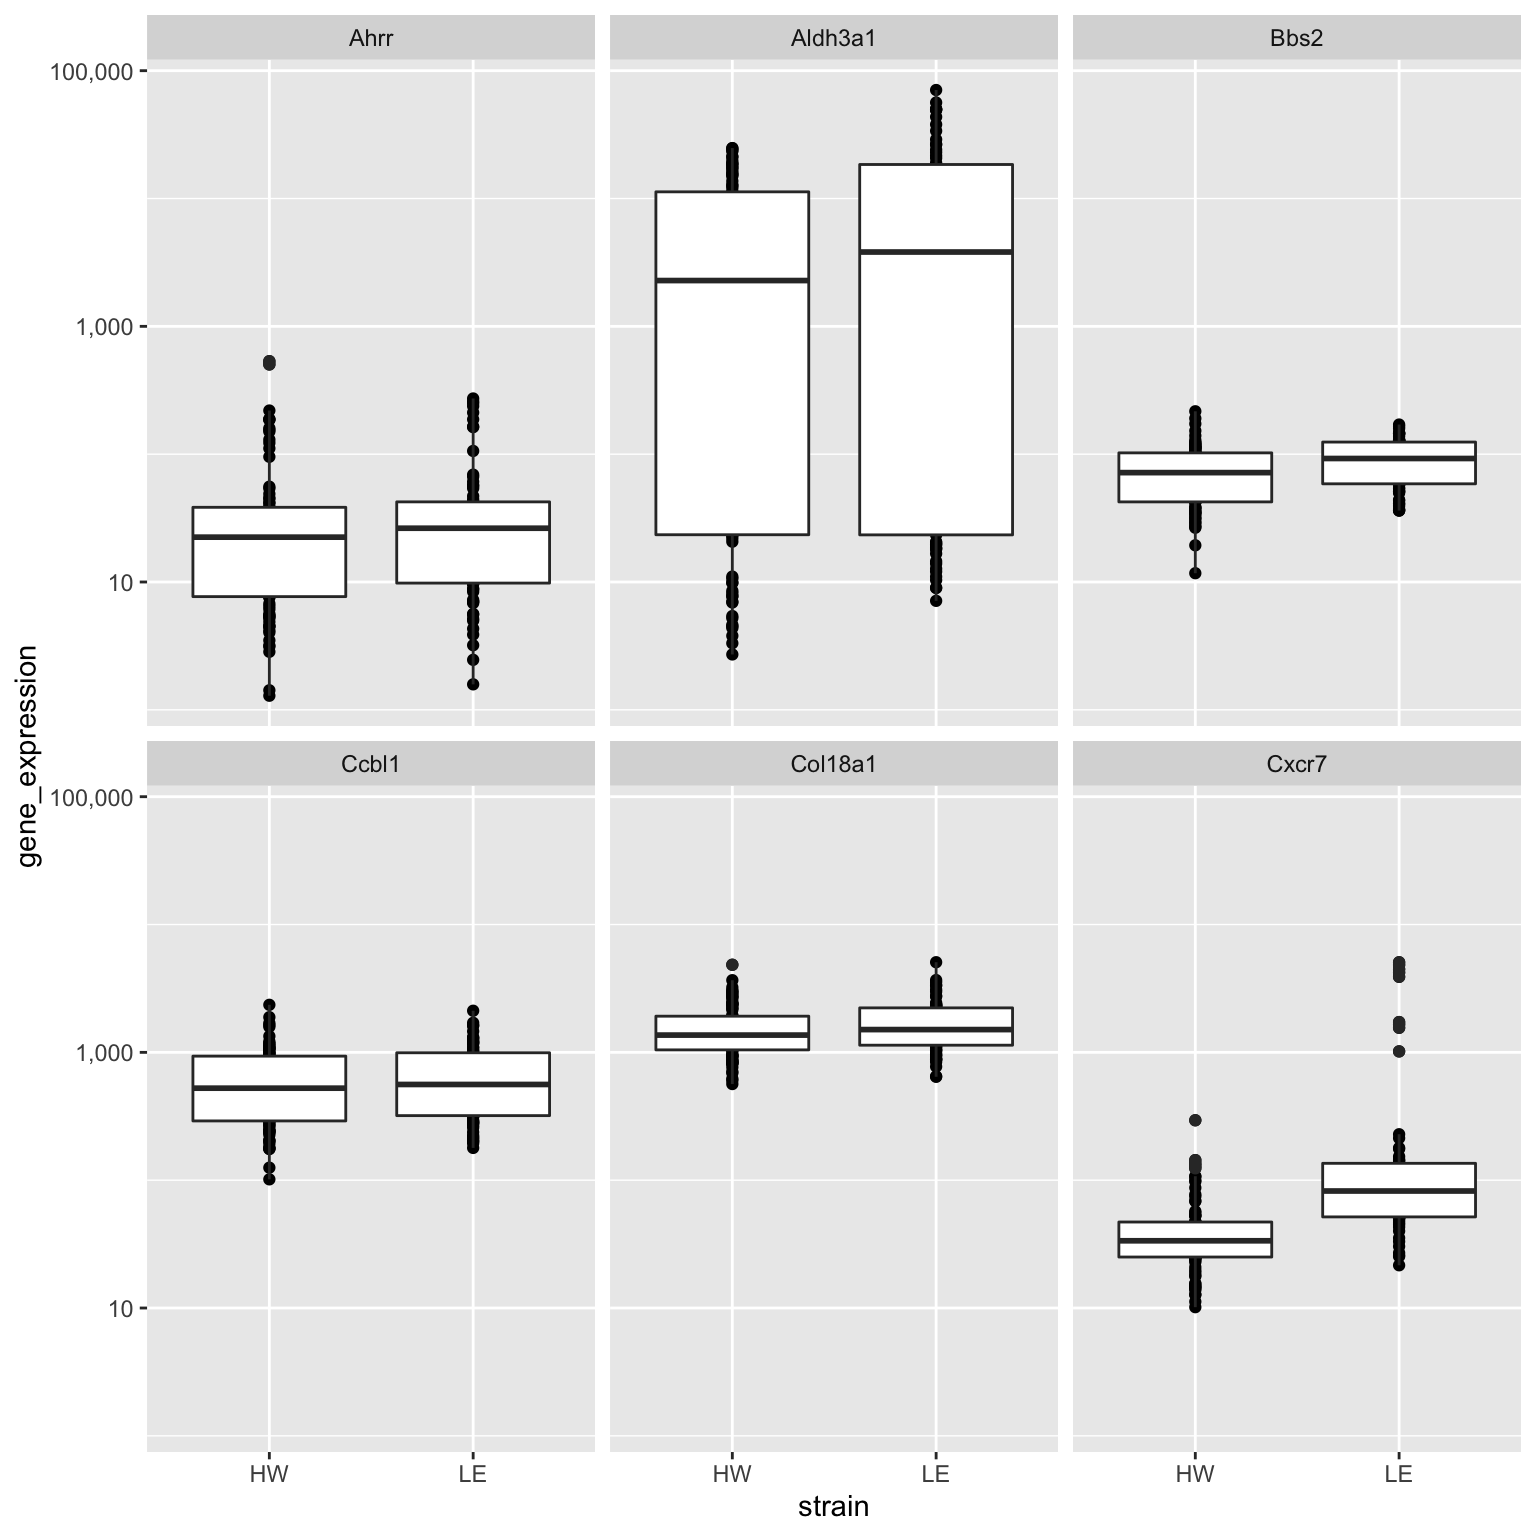 Ahrr
Aldh3a1
Bbs2
100,000
1,000
10
gene_expression
Ccbl1
Col18a1
Cxcr7
100,000
1,000
10
HW
LE
HW
LE
HW
LE
strain